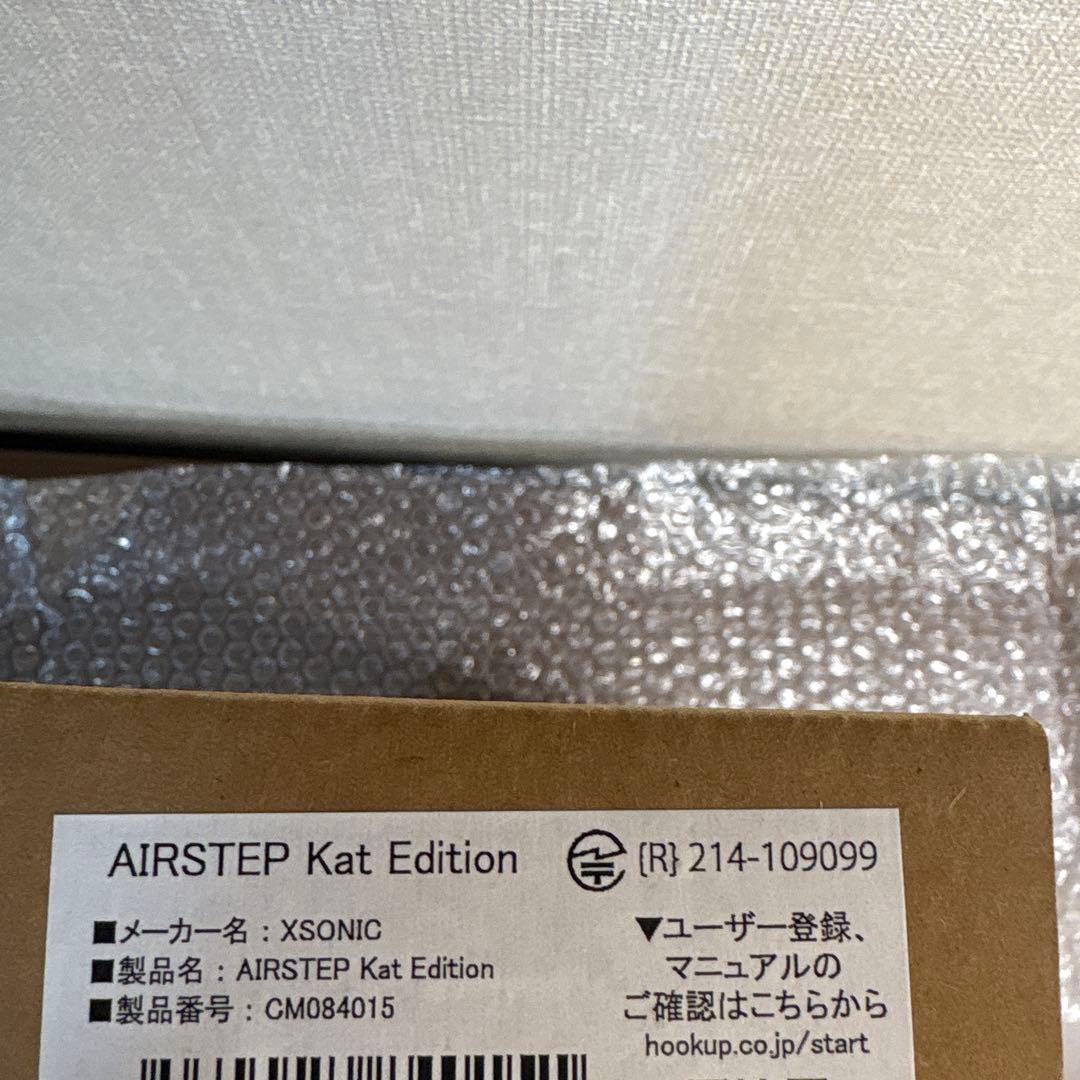 AIRSTEP Kat Edition [R] 214-109099
■メーカー名 : XSONIC
■製品名 : AIRSTEP Kat Edition
■製品番号 : CM084015
▼ユーザー登録、
マニュアルの
ご確認はこちらから
hookup.co.jp/start